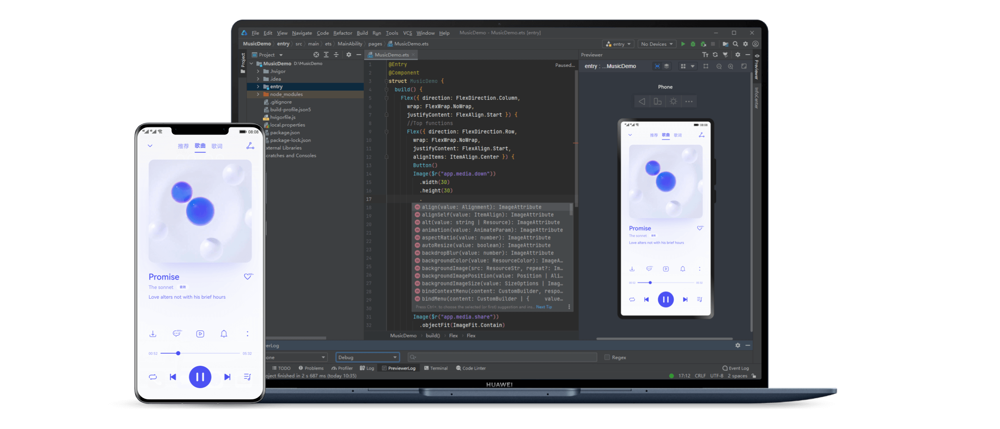 File Edit View Navigate Code Refactor Build Run Tools VCS Window Help MusicDemo - MusicDemo.ets [entry]
MusicDemo entry src main ets MainAbility pages MusicDemo.ets entry No Devices
Project
Project
MusicDemo D:\MusicDemo
.hvigor
.idea
entry
node_modules
.gitignore
build-profile.json5
hvigorfile.js
local.properties
package.json
package-lock.json
xternal Libraries
cratches and Consoles
MusicDemo.ets
Paused...
1 @Entry
2 @Component
3 struct MusicDemo {
4 build() {
5 Flex({ direction: FlexDirection.Column,
6 wrap: FlexWrap.NoWrap,
7 justifyContent: FlexAlign.Start }) {
8 //Top functions
9 Flex({ direction: FlexDirection.Row,
10 wrap: FlexWrap.NoWrap,
11 justifyContent: FlexAlign.Start,
12 alignItems: ItemAlign.Center }) {
13 Button()
14 Image($r("app.media.down"))
15 .width(30)
16 .height(30)
17 .
18
19
20
21
22
23
24
25
26
27
28
29
30
align(value: Alignment): ImageAttribute
alignSelf(value: ItemAlign): ImageAttribute
alt(value: string | Resource): ImageAttribute
animation(value: AnimateParam): ImageAttribute
aspectRatio(value: number): ImageAttribute
autoResize(value: boolean): ImageAttribute
backdropBlur(value: number): ImageAttribute
backgroundColor(value: ResourceColor): ImageA…
backgroundImage(src: ResourceStr, repeat?: Im…
backgroundImagePosition(value: Position | Ali…
backgroundImageSize(value: SizeOptions | Imag…
bindContextMenu(content: CustomBuilder, respo…
bindMenu(content: CustomBuilder | { value…
Press Ctrl+. to choose the selected (or first) suggestion and ins… Next Tip
31 Image($r("app.media.share"))
32 .objectFit(ImageFit.Contain)
MusicDemo build() Flex Flex
Previewer
entry : ...MusicDemo
Phone
08:08
推荐 歌曲 歌词
Promise
The sonnet 音效
Love alters not with his brief hours
00:52 05:32
Previewer
InfoCenter
erLog
one Debug Regex
TODO Problems Profiler Log PreviewerLog Terminal Code Linter Event Log
oject finished in 2 s 687 ms (today 10:35) 17:12 CRLF UTF-8 2 spaces
HUAWEI
08:08
推荐 歌曲 歌词
Promise
999+
The sonnet 音效
Love alters not with his brief hours
999+
00:52 05:32